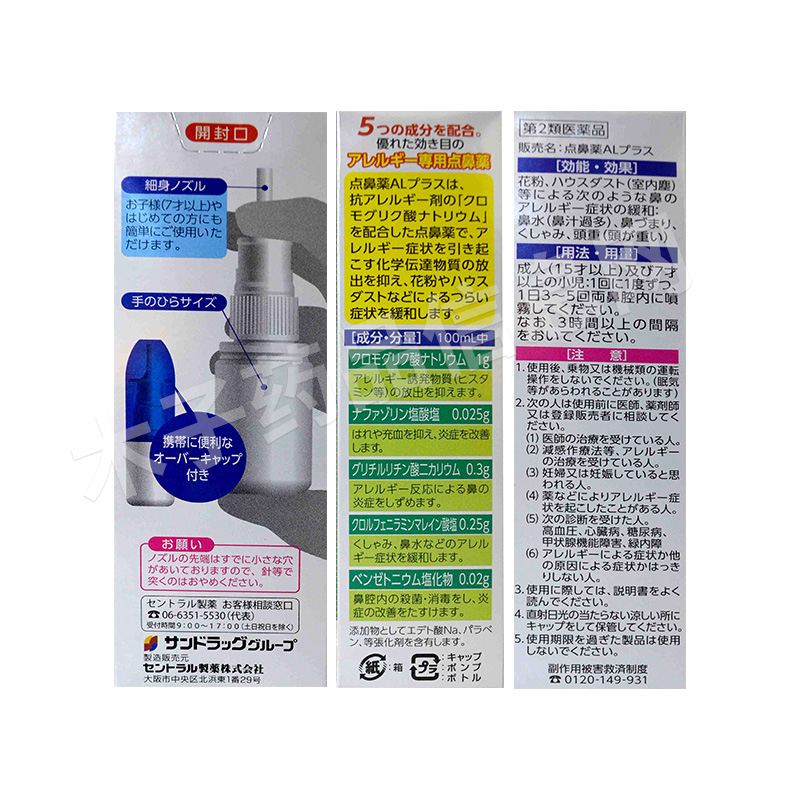 開封口
細身ノズル
お子様(7才以上)や
はじめての方にも
簡単にご使用いた
だけます。
手のひらサイズ
携帯に便利な
オーバーキャップ
付き
お願い
ノズルの先端はすでに小さな穴
があいておりますので、針等で
突くのはおやめください。
セントラル製薬 お客様相談窓口
☎06-6351-5530(代表)
受付時間9:00〜17:00(土日祝日を除く)
サンドラッググループ
製造販売元
セントラル製薬株式会社
大阪市中央区北浜東1番29号
5つの成分を配合。
優れた効き目の
アレルギー専用点鼻薬
点鼻薬ALプラスは、
抗アレルギー剤の「クロ
モグリク酸ナトリウム」
を配合した点鼻薬で、ア
レルギー症状を引き起
こす化学伝達物質の放
出を抑え、花粉やハウス
ダストなどによるつらい
症状を緩和します。
[成分・分量] 100mL中
クロモグリク酸ナトリウム 1g
アレルギー誘発物質(ヒスタ
ミン等)の放出を抑えます。
ナファゾリン塩酸塩 0.025g
はれや充血を抑え、炎症を改善
します。
グリチルリチン酸ニカリウム 0.3g
アレルギー反応による鼻の
炎症をしずめます。
クロルフェニラミンマレイン酸塩 0.25g
くしゃみ、鼻水などのアレル
ギー症状を緩和します。
ベンゼトニウム塩化物 0.02g
鼻腔内の殺菌・消毒をし、炎
症の改善をたすけます。
添加物としてエデト酸Na、パラベ
ン、等張化剤を含有します。
紙 :箱
プラ :キャップ
:ポンプ
:ボトル
第2類医薬品
販売名:点鼻薬ALプラス
[効能・効果]
花粉、ハウスダスト(室内塵)
等による次のような鼻の
アレルギー症状の緩和:
鼻水(鼻汁過多)、鼻づまり、
くしゃみ、頭重(頭が重い)
[用法・用量]
成人(15才以上)及び7才
以上の小児:1回に1度ずつ、
1日3〜5回両鼻腔内に噴
霧してください。
なお、3時間以上の間隔
をおいてください。
[注 意]
1.使用後、乗物又は機械類の運転
操作をしないでください。(眠気
等があらわれることがあります)
2.次の人は使用前に医師、薬剤師
又は登録販売者に相談してく
ださい。
(1)医師の治療を受けている人。
(2)減感作療法等、アレルギー
の治療を受けている人。
(3)妊婦又は妊娠していると思
われる人。
(4)薬などによりアレルギー症
状を起こしたことがある人。
(5)次の診断を受けた人。
高血圧、心臓病、糖尿病、
甲状腺機能障害、緑内障
(6)アレルギーによる症状か他
の原因による症状かはっき
りしない人。
3.使用に際しては、説明書をよく
読んでください。
4.直射日光の当たらない涼しい所に
キャップをして保管してください。
5.使用期限を過ぎた製品は使用
しないでください。
副作用被害救済制度
☎0120-149-931